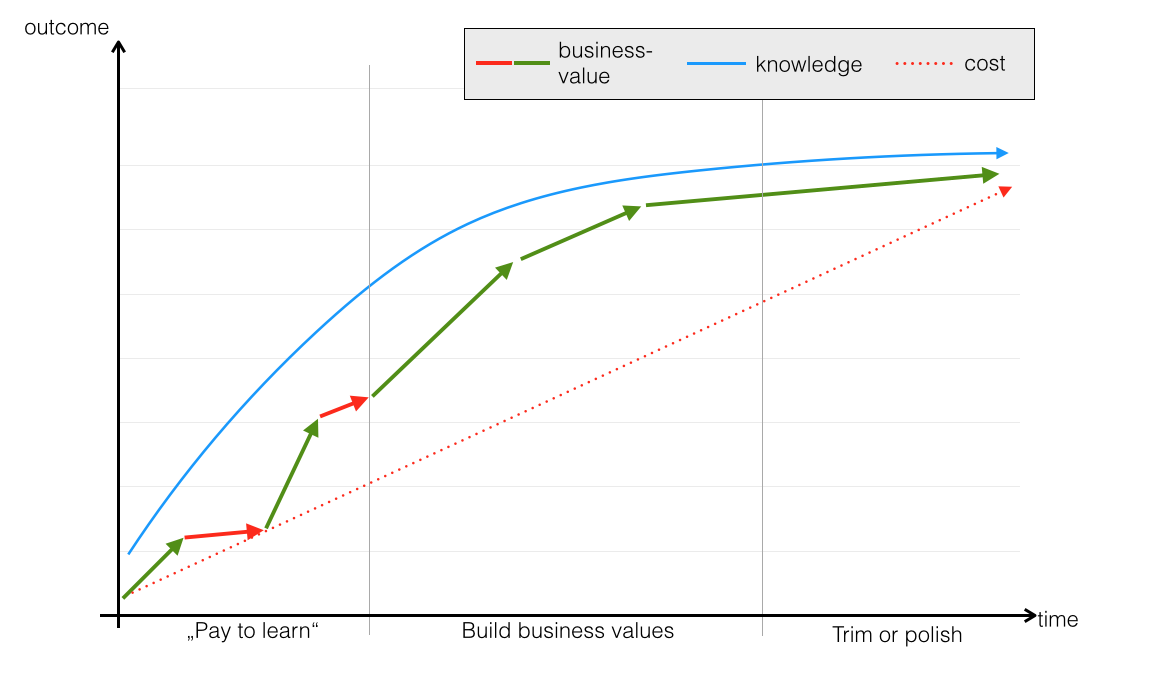 outcome
business-
value
knowledge
cost
time
„Pay to learn“
Build business values
Trim or polish